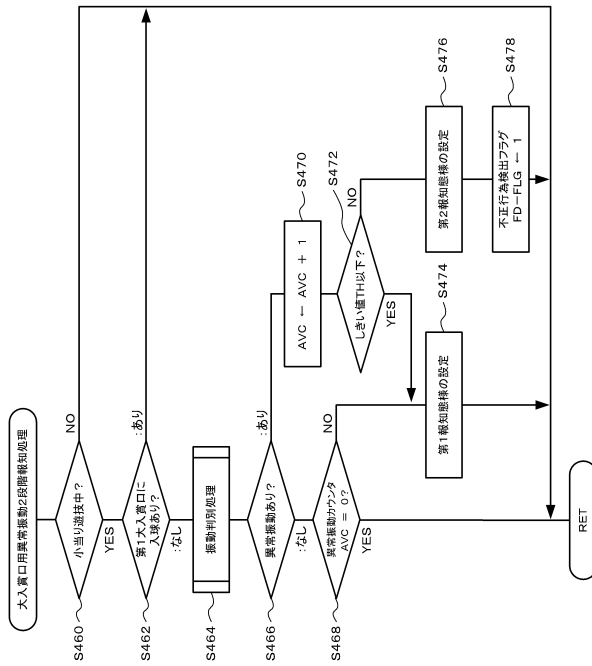 大入賞口用異常振動2段階報知処理
S460
小当り遊技中?
NO
YES
S462
第1大入賞口に
入球あり?
:あり
:なし
S464
振動判別処理
S466
異常振動あり?
:あり
:なし
S468
異常振動カウンタ
AVC = 0?
NO
YES
S470
AVC ← AVC + 1
S472
しきい値TH以下?
NO
YES
S474
第1報知態様の設定
S476
第2報知態様の設定
S478
不正行為検出フラグ
FD-FLG ← 1
RET